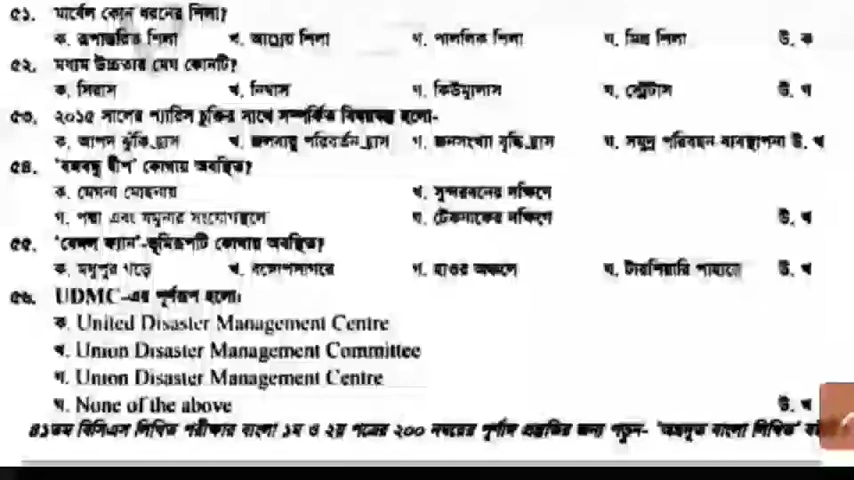 ৫১. মার্বেল কোন ধরনের শিলা?
ক. রূপান্তরিত শিলা খ. আগ্নেয় শিলা গ. পাললিক শিলা ঘ. মিশ্র শিলা উ. ক
৫২. মধ্যম উচ্চতার মেঘ কোনটি?
ক. সিরাস খ. নিম্বাস গ. কিউমুলাস ঘ. স্ট্রেটাস উ. গ
৫৩. ২০১৫ সালের প্যারিস চুক্তির সাথে সম্পর্কিত বিষয়বস্তু হলো-
ক. আপদ ঝুঁকি হ্রাস খ. জলবায়ু পরিবর্তন হ্রাস গ. জনসংখ্যা বৃদ্ধি হ্রাস ঘ. সমুদ্র পরিবহন ব্যবস্থাপনা উ. খ
৫৪. 'বঙ্গবন্ধু দ্বীপ' কোথায় অবস্থিত?
ক. মেঘনা মোহনায় খ. সুন্দরবনের দক্ষিণে
গ. পদ্মা এবং যমুনার সংযোগস্থলে ঘ. টেকনাফের দক্ষিণে উ. খ
৫৫. 'বেঙ্গল ফ্যান'-ভূমিরূপটি কোথায় অবস্থিত?
ক. মধুপুর গড়ে খ. বঙ্গোপসাগরে গ. হাওর অঞ্চলে ঘ. টারশিয়ারি পাহাড়ে উ. খ
৫৬. UDMC-এর পূর্ণরূপ হলো।
ক. United Disaster Management Centre
খ. Union Disaster Management Committee
গ. Union Disaster Management Centre
ঘ. None of the above উ. খ
৪১তম বিসিএস লিখিত পরীক্ষার বাংলা ১ম ও ২য় পত্রের ২০০ নম্বরের পূর্ণাঙ্গ প্রস্তুতির জন্য পড়ুন- 'অগ্রদূত বাংলা লিখিত'